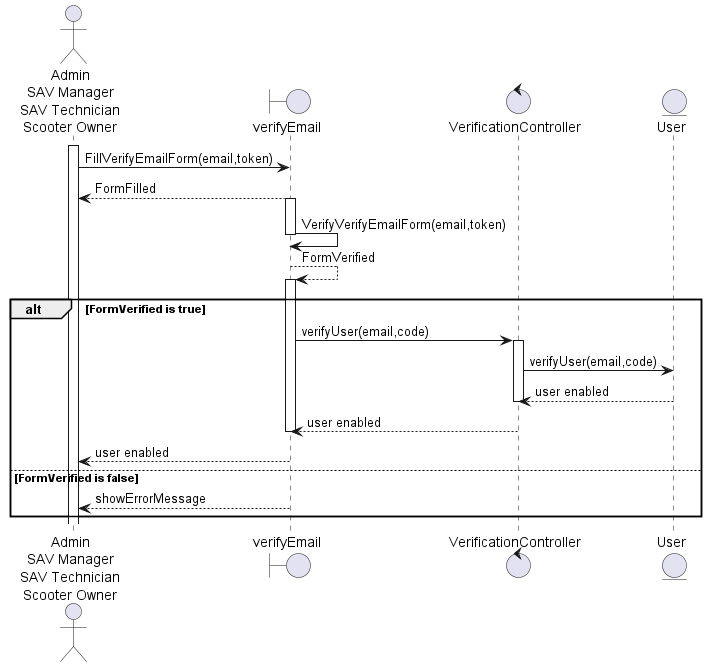 Admin
SAV Manager
SAV Technician
Scooter Owner
verifyEmail
VerificationController
User
FillVerifyEmailForm(email,token)
FormFilled
VerifyVerifyEmailForm(email,token)
FormVerified
alt
[FormVerified is true]
verifyUser(email,code)
verifyUser(email,code)
user enabled
user enabled
user enabled
[FormVerified is false]
showErrorMessage
Admin
SAV Manager
SAV Technician
Scooter Owner
verifyEmail
VerificationController
User